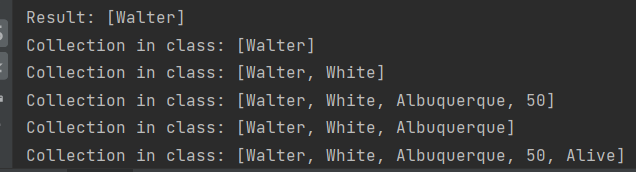 Result: [Walter]
Collection in class: [Walter]
Collection in class: [Walter, White]
Collection in class: [Walter, White, Albuquerque, 50]
Collection in class: [Walter, White, Albuquerque]
Collection in class: [Walter, White, Albuquerque, 50, Alive]